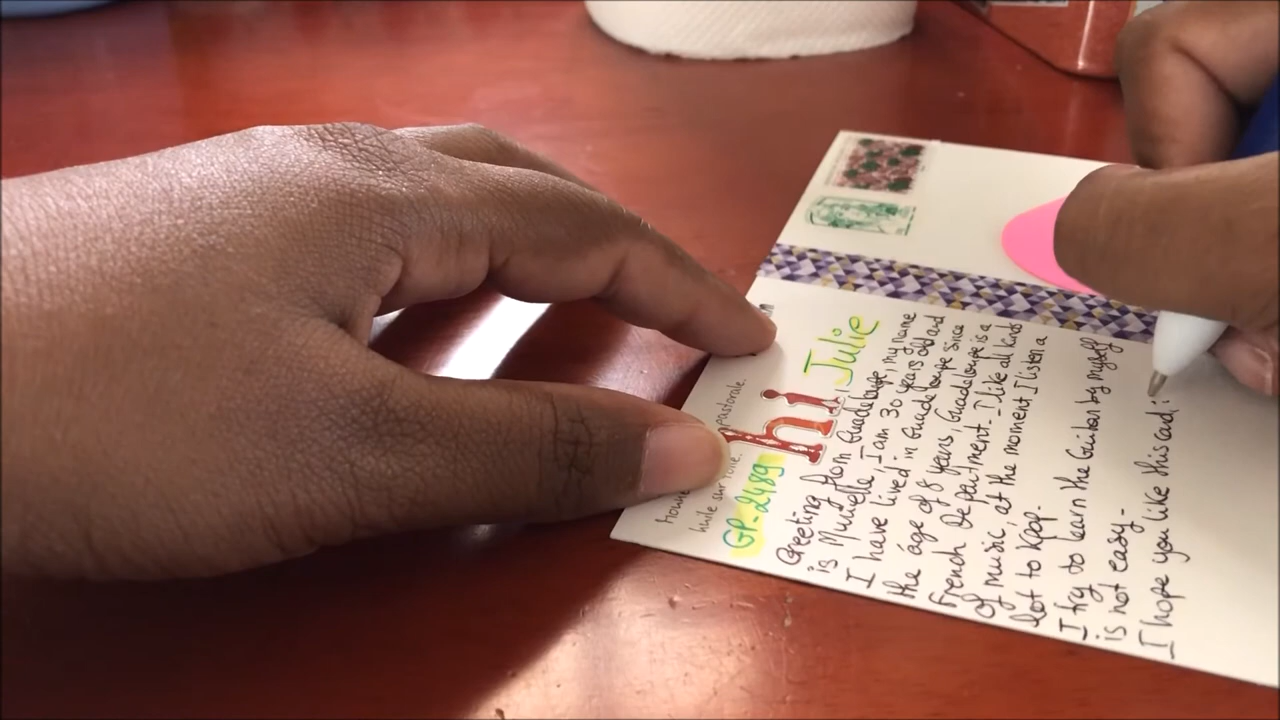 pastorale.
huile sur toile.
GP-2489
hi, Julie
Greeting from Guadeloupe, my name
is Murielle, I am 30 years old and
I have lived in Guadeloupe since
the âge of 8 years, Guadeloupe is a
French Department - I like all kinds
of music, at the moment I listen a
lot to Kpop.
I try to learn the Guitar by myself
is not easy -
I hope you like this card :